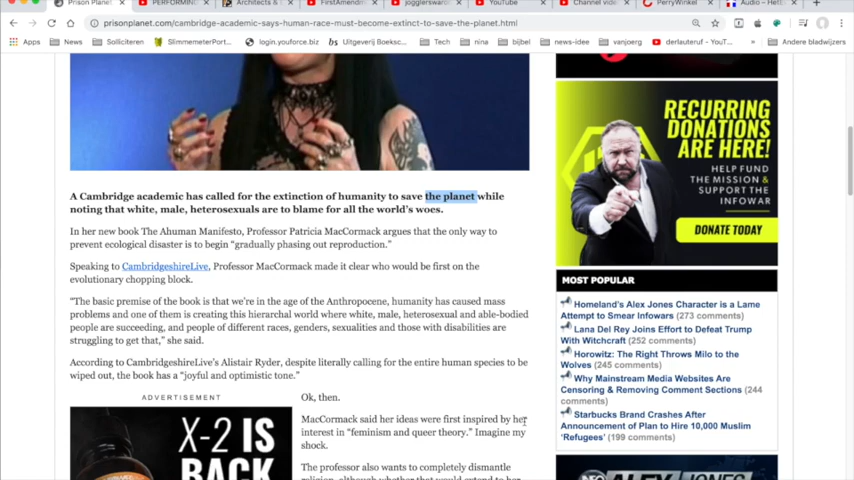 Prison Planet
PERFORMIN
Architects &
FirstAmendm
jogglerswar
YouTube
Channel vide
PerryWinkel
Audio – Hets
prisonplanet.com/cambridge-academic-says-human-race-must-become-extinct-to-save-the-planet.html
Apps
News
Solliciteren
SlimmemeterPort...
login.youforce.biz
Uitgeverij Boeksc...
Tech
nina
bijbel
news-idee
vanjoerg
derlauteruf - YouT...
Andere bladwijzers
A Cambridge academic has called for the extinction of humanity to save the planet while
noting that white, male, heterosexuals are to blame for all the world's woes.
In her new book The Ahuman Manifesto, Professor Patricia MacCormack argues that the only way to
prevent ecological disaster is to begin "gradually phasing out reproduction."
Speaking to CambridgeshireLive, Professor MacCormack made it clear who would be first on the
evolutionary chopping block.
"The basic premise of the book is that we're in the age of the Anthropocene, humanity has caused mass
problems and one of them is creating this hierarchal world where white, male, heterosexual and able-bodied
people are succeeding, and people of different races, genders, sexualities and those with disabilities are
struggling to get that," she said.
According to CambridgeshireLive's Alistair Ryder, despite literally calling for the entire human species to be
wiped out, the book has a "joyful and optimistic tone."
ADVERTISEMENT
X-2 IS
BACK
Ok, then.
MacCormack said her ideas were first inspired by her
interest in "feminism and queer theory." Imagine my
shock.
The professor also wants to completely dismantle
RECURRING
DONATIONS
ARE HERE!
HELP FUND
THE MISSION &
SUPPORT THE
INFOWAR
DONATE TODAY
MOST POPULAR
Homeland's Alex Jones Character is a Lame
Attempt to Smear Infowars (273 comments)
Lana Del Rey Joins Effort to Defeat Trump
With Witchcraft (252 comments)
Horowitz: The Right Throws Milo to the
Wolves (245 comments)
Why Mainstream Media Websites Are
Censoring & Removing Comment Sections (244
comments)
Starbucks Brand Crashes After
Announcement of Plan to Hire 10,000 Muslim
'Refugees' (199 comments)
ALEX JONES